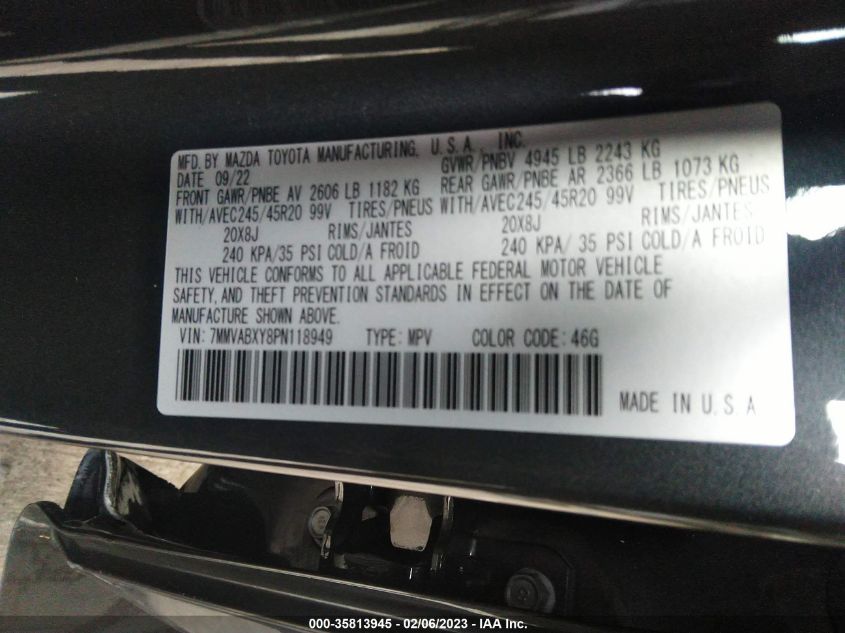 MFD. BY MAZDA TOYOTA MANUFACTURING, U.S.A., INC.
DATE 09/22 GVWR/PNBV 4945 LB 2243 KG
FRONT GAWR/PNBE AV 2606 LB 1182 KG REAR GAWR/PNBE AR 2366 LB 1073 KG
WITH/AVEC245/45R20 99V TIRES/PNEUS WITH/AVEC245/45R20 99V TIRES/PNEUS
20X8J RIMS/JANTES 20X8J RIMS/JANTES
240 KPA/35 PSI COLD/A FROID 240 KPA/ 35 PSI COLD/A FROID
THIS VEHICLE CONFORMS TO ALL APPLICABLE FEDERAL MOTOR VEHICLE
SAFETY, AND THEFT PREVENTION STANDARDS IN EFFECT ON THE DATE OF
MANUFACTURE SHOWN ABOVE.
VIN: 7MMVABXY8PN118949 TYPE: MPV COLOR CODE: 46G
MADE IN U.S.A
000-35813945 - 02/06/2023 - IAA Inc.